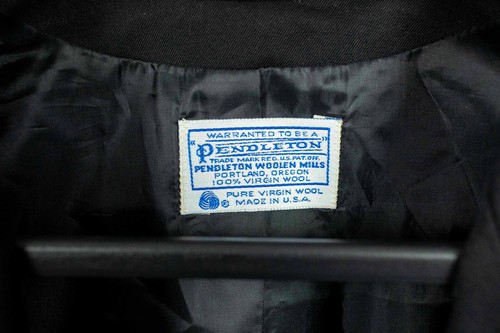 WARRANTED TO BE A
"PENDLETON"
TRADE MARK REG. U.S. PAT. OFF.
PENDLETON WOOLEN MILLS
PORTLAND, OREGON
100% VIRGIN WOOL
PURE VIRGIN WOOL
® MADE IN U.S.A.